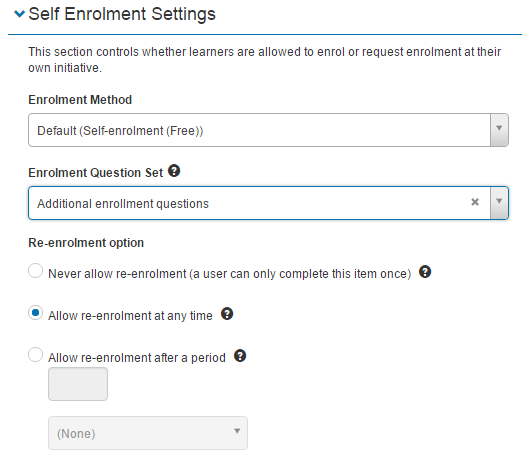 Self Enrolment Settings
This section controls whether learners are allowed to enrol or request enrolment at their
own initiative.
Enrolment Method
Default (Self-enrolment (Free))
Enrolment Question Set ?
Additional enrollment questions ×
Re-enrolment option
Never allow re-enrolment (a user can only complete this item once) ?
Allow re-enrolment at any time ?
Allow re-enrolment after a period ?
(None)